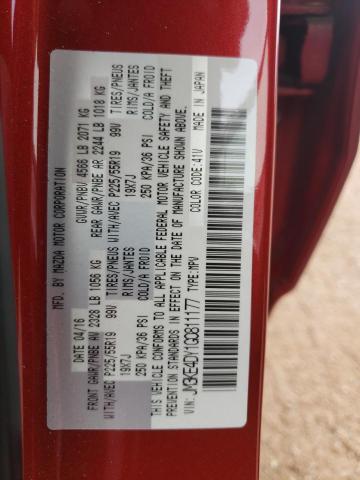 MFD. BY MAZDA MOTOR CORPORATION
04/16 GVWR/PNBV 4566 LB 2071 KG
FRONT GAWR/PNBE AV 2328 LB 1056 KG REAR GAWR/PNBE AR 2244 LB 1018 KG
WITH/AVEC P225/55R19 99V TIRES/PNEUS WITH/AVEC P225/55R19 99V TIRES/PNEUS
19X7J RIMS/JANTES 19X7J RIMS/JANTES
250 KPA/36 PSI COLD/A FROID 250 KPA/36 PSI COLD/A FROID
THIS VEHICLE CONFORMS TO ALL APPLICABLE FEDERAL MOTOR VEHICLE SAFETY AND THEFT
PREVENTION STANDARDS IN EFFECT ON THE DATE OF MANUFACTURE SHOWN ABOVE.
MADE IN JAPAN
VIN: JM3KE4DY1G0811177 TYPE:MPV COLOR CODE:41V